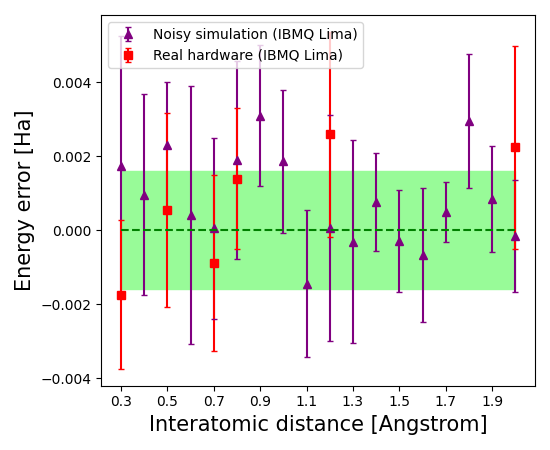 Noisy simulation (IBMQ Lima)
Real hardware (IBMQ Lima)
Energy error [Ha]
0.004
0.002
0.000
−0.002
−0.004
0.3 0.5 0.7 0.9 1.1 1.3 1.5 1.7 1.9
Interatomic distance [Angstrom]